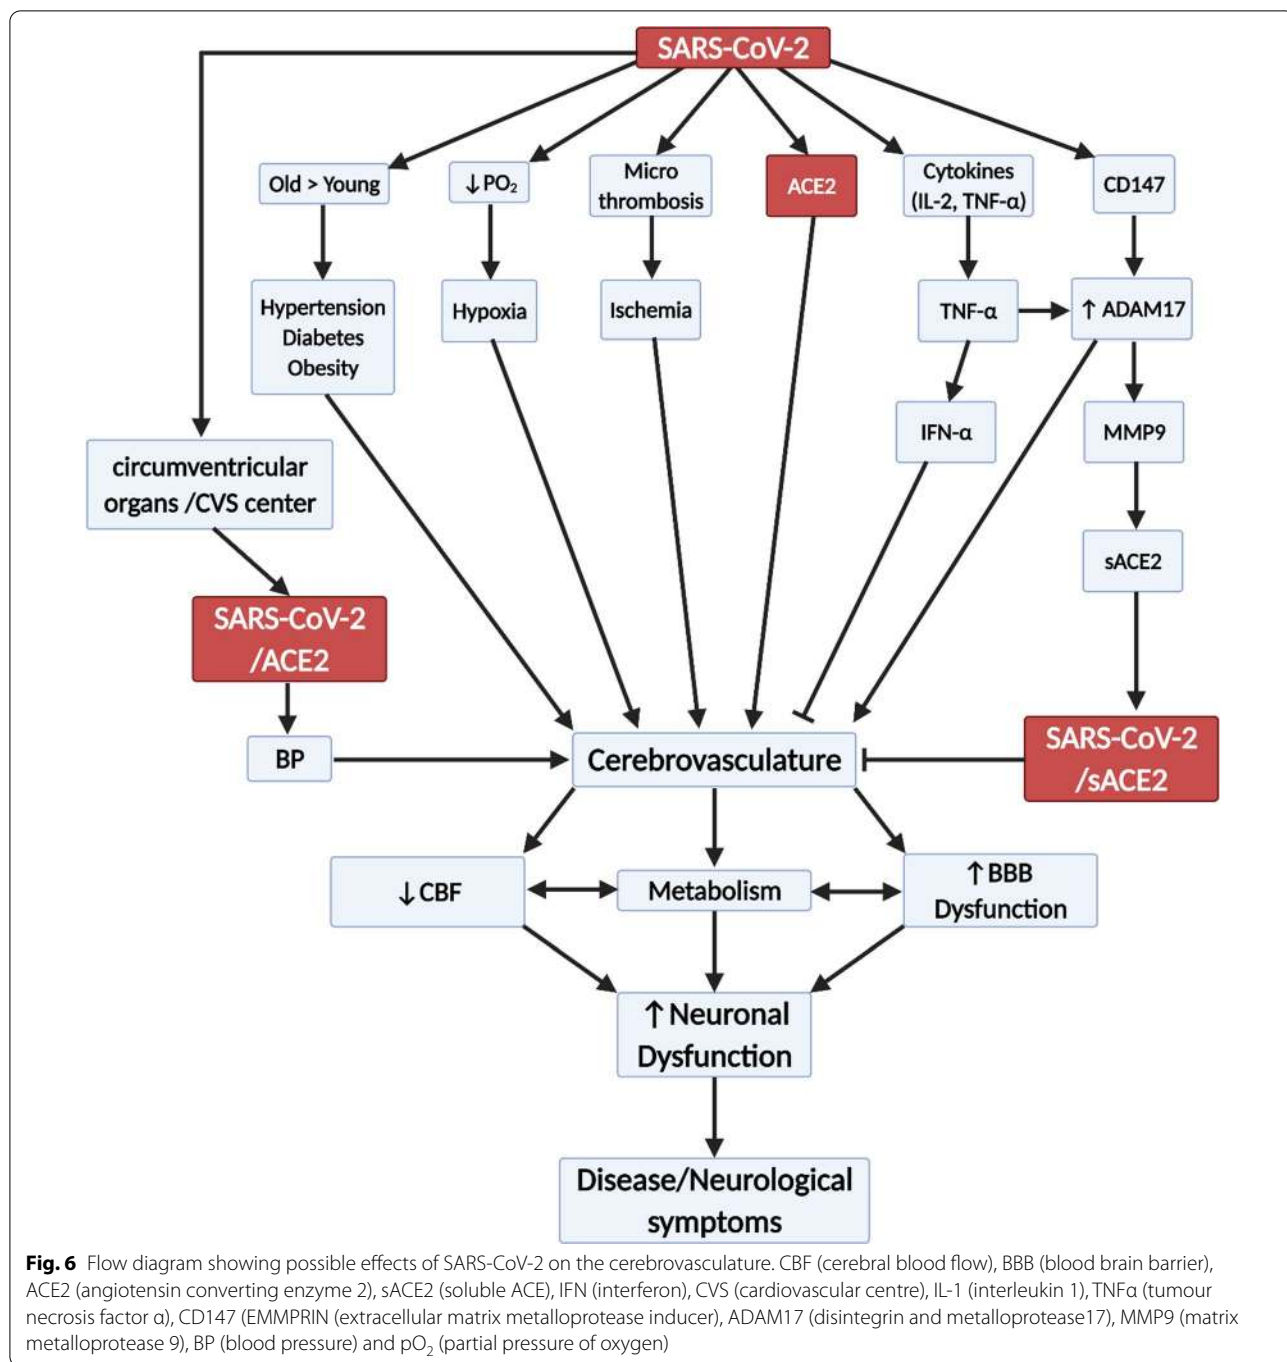 SARS-CoV-2
Old > Young
↓PO₂
Micro
thrombosis
ACE2
Cytokines
(IL-2, TNF-α)
CD147
Hypertension
Diabetes
Obesity
Hypoxia
Ischemia
TNF-α
↑ ADAM17
IFN-α
MMP9
circumventricular
organs /CVS center
sACE2
SARS-CoV-2
/ACE2
BP
Cerebrovasculature
SARS-CoV-2
/sACE2
↓CBF
Metabolism
↑BBB
Dysfunction
↑Neuronal
Dysfunction
Disease/Neurological
symptoms
Fig. 6 Flow diagram showing possible effects of SARS-CoV-2 on the cerebrovasculature. CBF (cerebral blood flow), BBB (blood brain barrier),
ACE2 (angiotensin converting enzyme 2), sACE2 (soluble ACE), IFN (interferon), CVS (cardiovascular centre), IL-1 (interleukin 1), TNFα (tumour
necrosis factor α), CD147 (EMMPRIN (extracellular matrix metalloprotease inducer), ADAM17 (disintegrin and metalloprotease17), MMP9 (matrix
metalloprotease 9), BP (blood pressure) and pO₂ (partial pressure of oxygen)